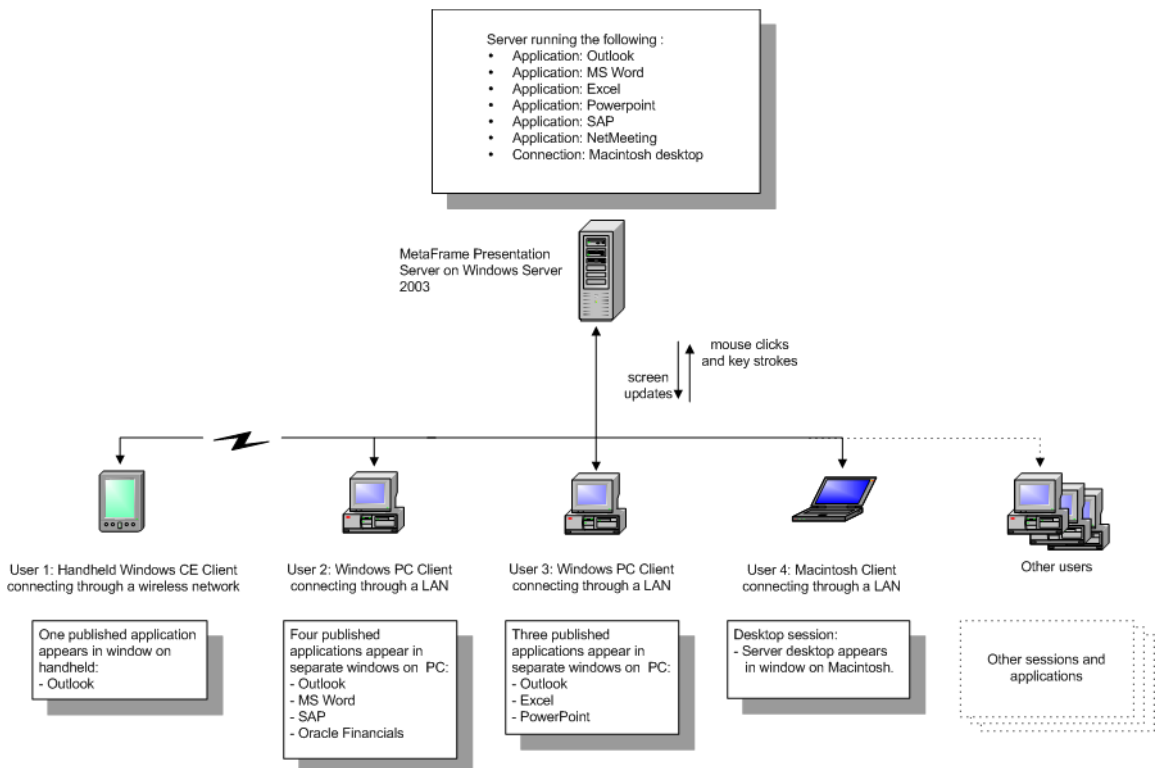 Server running the following :
• Application: Outlook
• Application: MS Word
• Application: Excel
• Application: Powerpoint
• Application: SAP
• Application: NetMeeting
• Connection: Macintosh desktop
MetaFrame Presentation
Server on Windows Server
2003
mouse clicks
and key strokes
screen
updates
User 1: Handheld Windows CE Client
connecting through a wireless network
User 2: Windows PC Client
connecting through a LAN
User 3: Windows PC Client
connecting through a LAN
User 4: Macintosh Client
connecting through a LAN
Other users
One published application
appears in window on
handheld:
- Outlook
Four published
applications appear in
separate windows on PC:
- Outlook
- MS Word
- SAP
- Oracle Financials
Three published
applications appear in
separate windows on PC:
- Outlook
- Excel
- PowerPoint
Desktop session:
- Server desktop appears
in window on Macintosh.
Other sessions and
applications